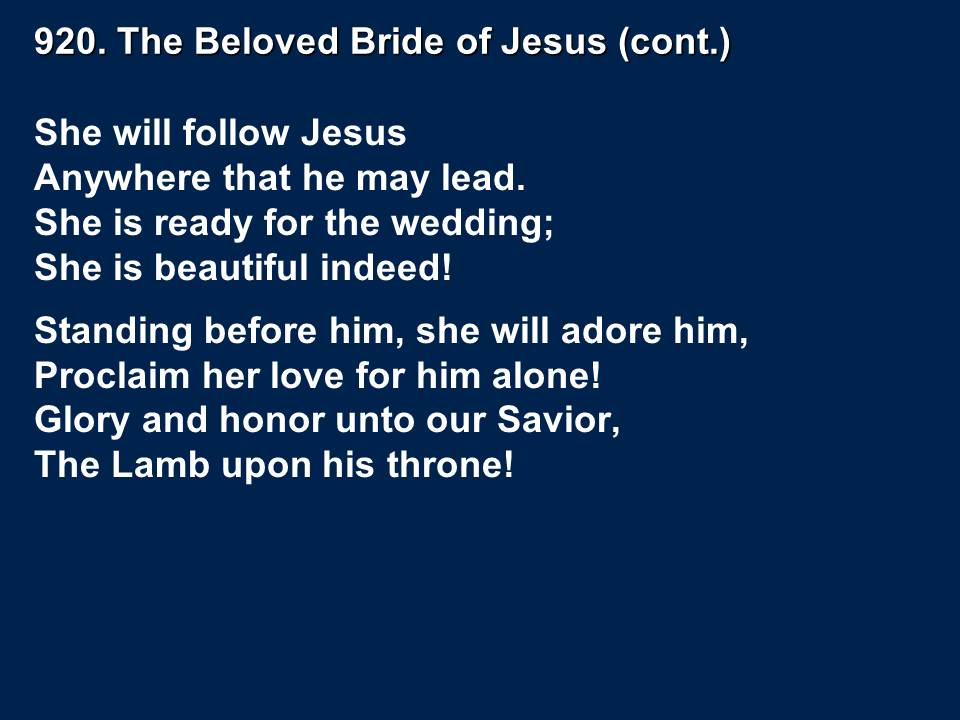 920. The Beloved Bride of Jesus (cont.)
She will follow Jesus
Anywhere that he may lead.
She is ready for the wedding;
She is beautiful indeed!
Standing before him, she will adore him,
Proclaim her love for him alone!
Glory and honor unto our Savior,
The Lamb upon his throne!